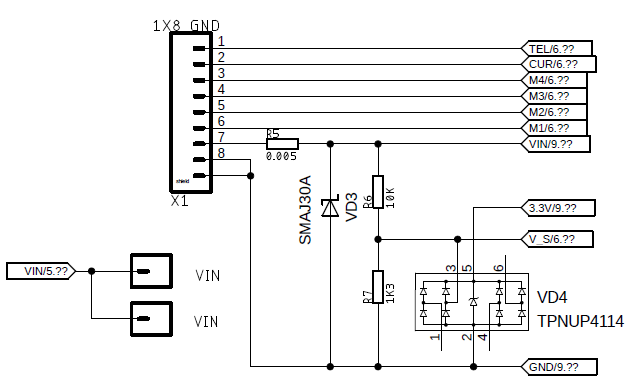 1X8 GND
1
TEL/6.??
2
CUR/6.??
3
M4/6.??
4
M3/6.??
5
M2/6.??
6
M1/6.??
7
R5
0.005
VIN/9.??
8
shield
X1
SMAJ30A
VD3
R6
10K
3.3V/9.??
V_S/6.??
VIN/5.??
VIN
VIN
R7
1K3
3
5
6
VD4
TPNUP4114
1
2
4
GND/9.??